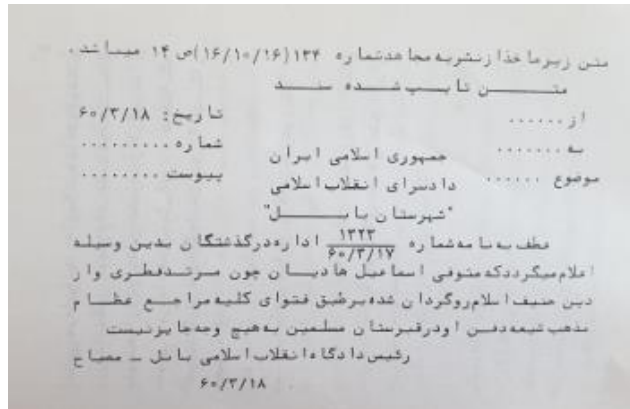 متن زیر ماخذ از نشریه مجاهد شماره ۱۳۴ (۱۶/۱۰/۱۶) ص ۱۴ میباشد .
متن تایپ شده سند
از ...... تاریخ: ۶۰/۳/۱۸
به ....... شماره .........
جمهوری اسلامی ایران
موضوع ...... پیوست ........
دادسرای انقلاب اسلامی
"شهرستان بابل"
عطف به نامه شماره ۱۳۲۳ / ۶۰/۳/۱۷ اداره درگذشتگان بدین وسیله
اعلام میگردد که متوفی اسماعیل هادیان چون مرتد فطری و از
دین حنیف اسلام روگردان شده برطبق فتوای کلیه مراجع عظام
مذهب شیعه دفن او در قبرستان مسلمین به هیچ وجه جایز نیست
رئیس دادگاه انقلاب اسلامی بابل ــ مصباح
۶۰/۳/۱۸